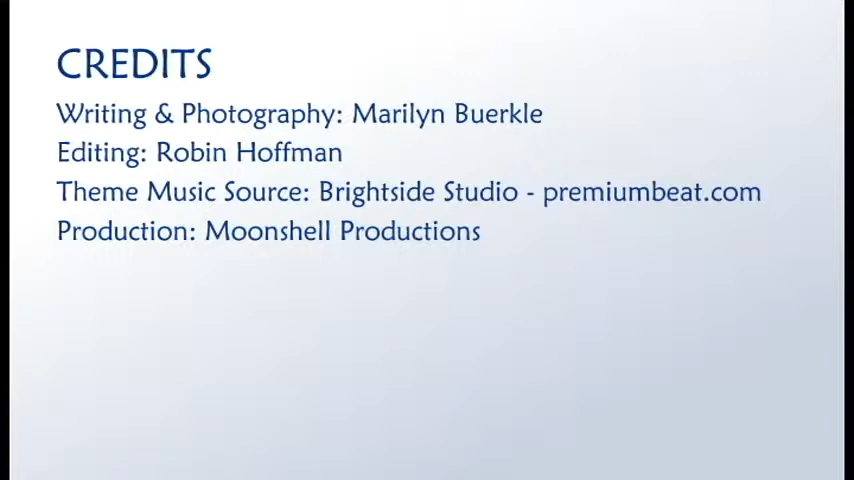 CREDITS
Writing & Photography: Marilyn Buerkle
Editing: Robin Hoffman
Theme Music Source: Brightside Studio - premiumbeat.com
Production: Moonshell Productions